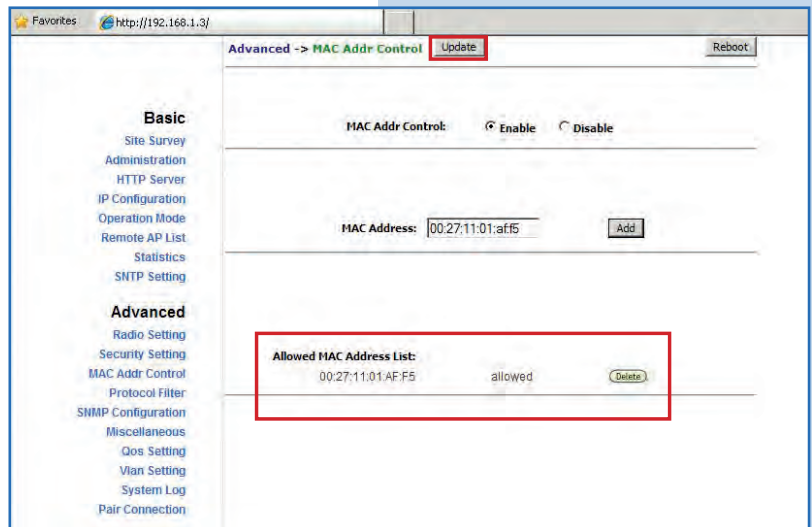 Favorites http://192.168.1.3/
Advanced -> MAC Addr Control Update Reboot
Basic
Site Survey
Administration
HTTP Server
IP Configuration
Operation Mode
Remote AP List
Statistics
SNTP Setting
Advanced
Radio Setting
Security Setting
MAC Addr Control
Protocol Filter
SNMP Configuration
Miscellaneous
Qos Setting
Vlan Setting
System Log
Pair Connection
MAC Addr Control: Enable Disable
MAC Address: 00:27:11:01:af:f5 Add
Allowed MAC Address List:
00:27:11:01:AF:F5 allowed Delete